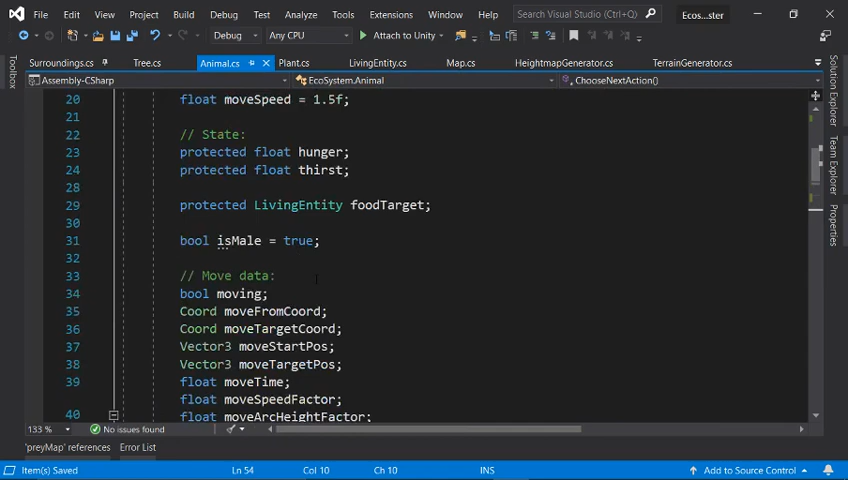 File Edit View Project Build Debug Test Analyze Tools Extensions Window Help Search Visual Studio (Ctrl+Q) Ecos...ster
Debug Any CPU Attach to Unity
Surroundings.cs Tree.cs Animal.cs Plant.cs LivingEntity.cs Map.cs HeightmapGenerator.cs TerrainGenerator.cs
Assembly-CSharp EcoSystem.Animal ChooseNextAction()
Toolbox
Solution Explorer
Team Explorer
Properties
20 float moveSpeed = 1.5f;
21
22 // State:
23 protected float hunger;
24 protected float thirst;
28
29 protected LivingEntity foodTarget;
30
31 bool isMale = true;
32
33 // Move data:
34 bool moving;
35 Coord moveFromCoord;
36 Coord moveTargetCoord;
37 Vector3 moveStartPos;
38 Vector3 moveTargetPos;
39 float moveTime;
float moveSpeedFactor;
40 float moveArcHeightFactor;
133 % No issues found
'preyMap' references Error List
Item(s) Saved Ln 54 Col 10 Ch 10 INS Add to Source Control